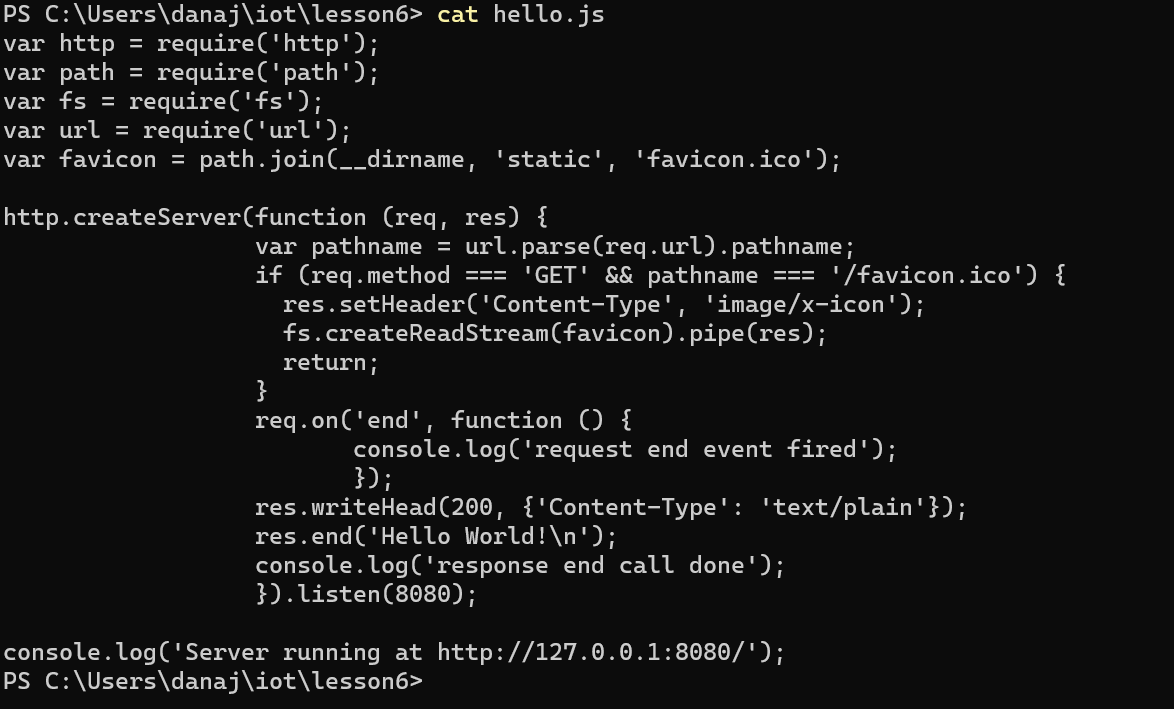 PS C:\Users\danaj\iot\lesson6> cat hello.js
var http = require('http');
var path = require('path');
var fs = require('fs');
var url = require('url');
var favicon = path.join(__dirname, 'static', 'favicon.ico');

http.createServer(function (req, res) {
                  var pathname = url.parse(req.url).pathname;
                  if (req.method === 'GET' && pathname === '/favicon.ico') {
                    res.setHeader('Content-Type', 'image/x-icon');
                    fs.createReadStream(favicon).pipe(res);
                    return;
                  }
                  req.on('end', function () {
                         console.log('request end event fired');
                         });
                  res.writeHead(200, {'Content-Type': 'text/plain'});
                  res.end('Hello World!\n');
                  console.log('response end call done');
                  }).listen(8080);

console.log('Server running at http://127.0.0.1:8080/');
PS C:\Users\danaj\iot\lesson6>